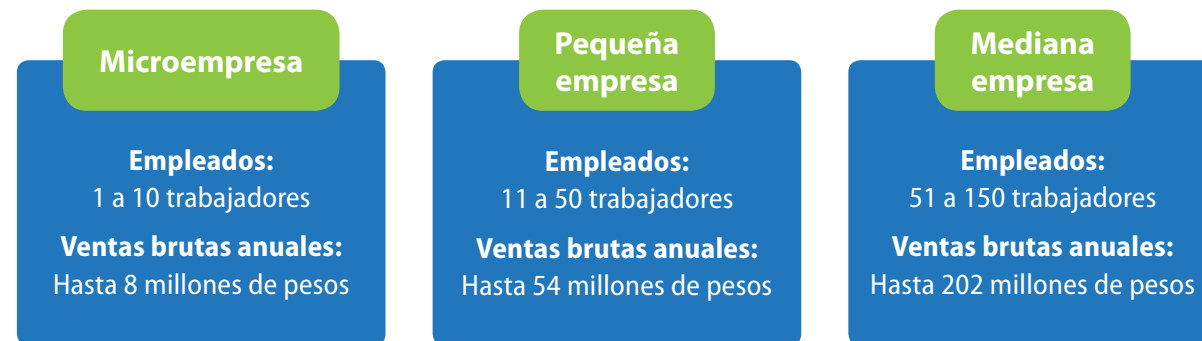 Microempresa
Empleados:
1 a 10 trabajadores
Ventas brutas anuales:
Hasta 8 millones de pesos
Pequeña
empresa
Empleados:
11 a 50 trabajadores
Ventas brutas anuales:
Hasta 54 millones de pesos
Mediana
empresa
Empleados:
51 a 150 trabajadores
Ventas brutas anuales:
Hasta 202 millones de pesos